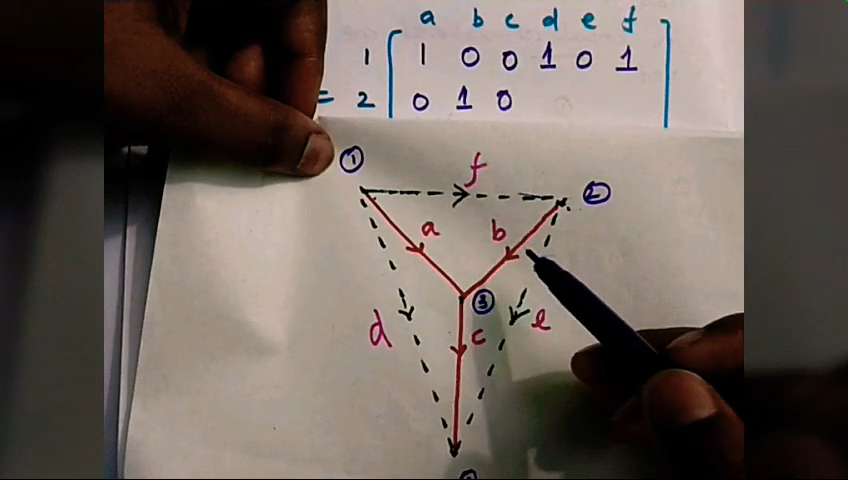 a b c d e f
1 [ 1 0 0 1 0 1 ]
= 2 0 1 0
1
f
2
a
b
3
d
c
e